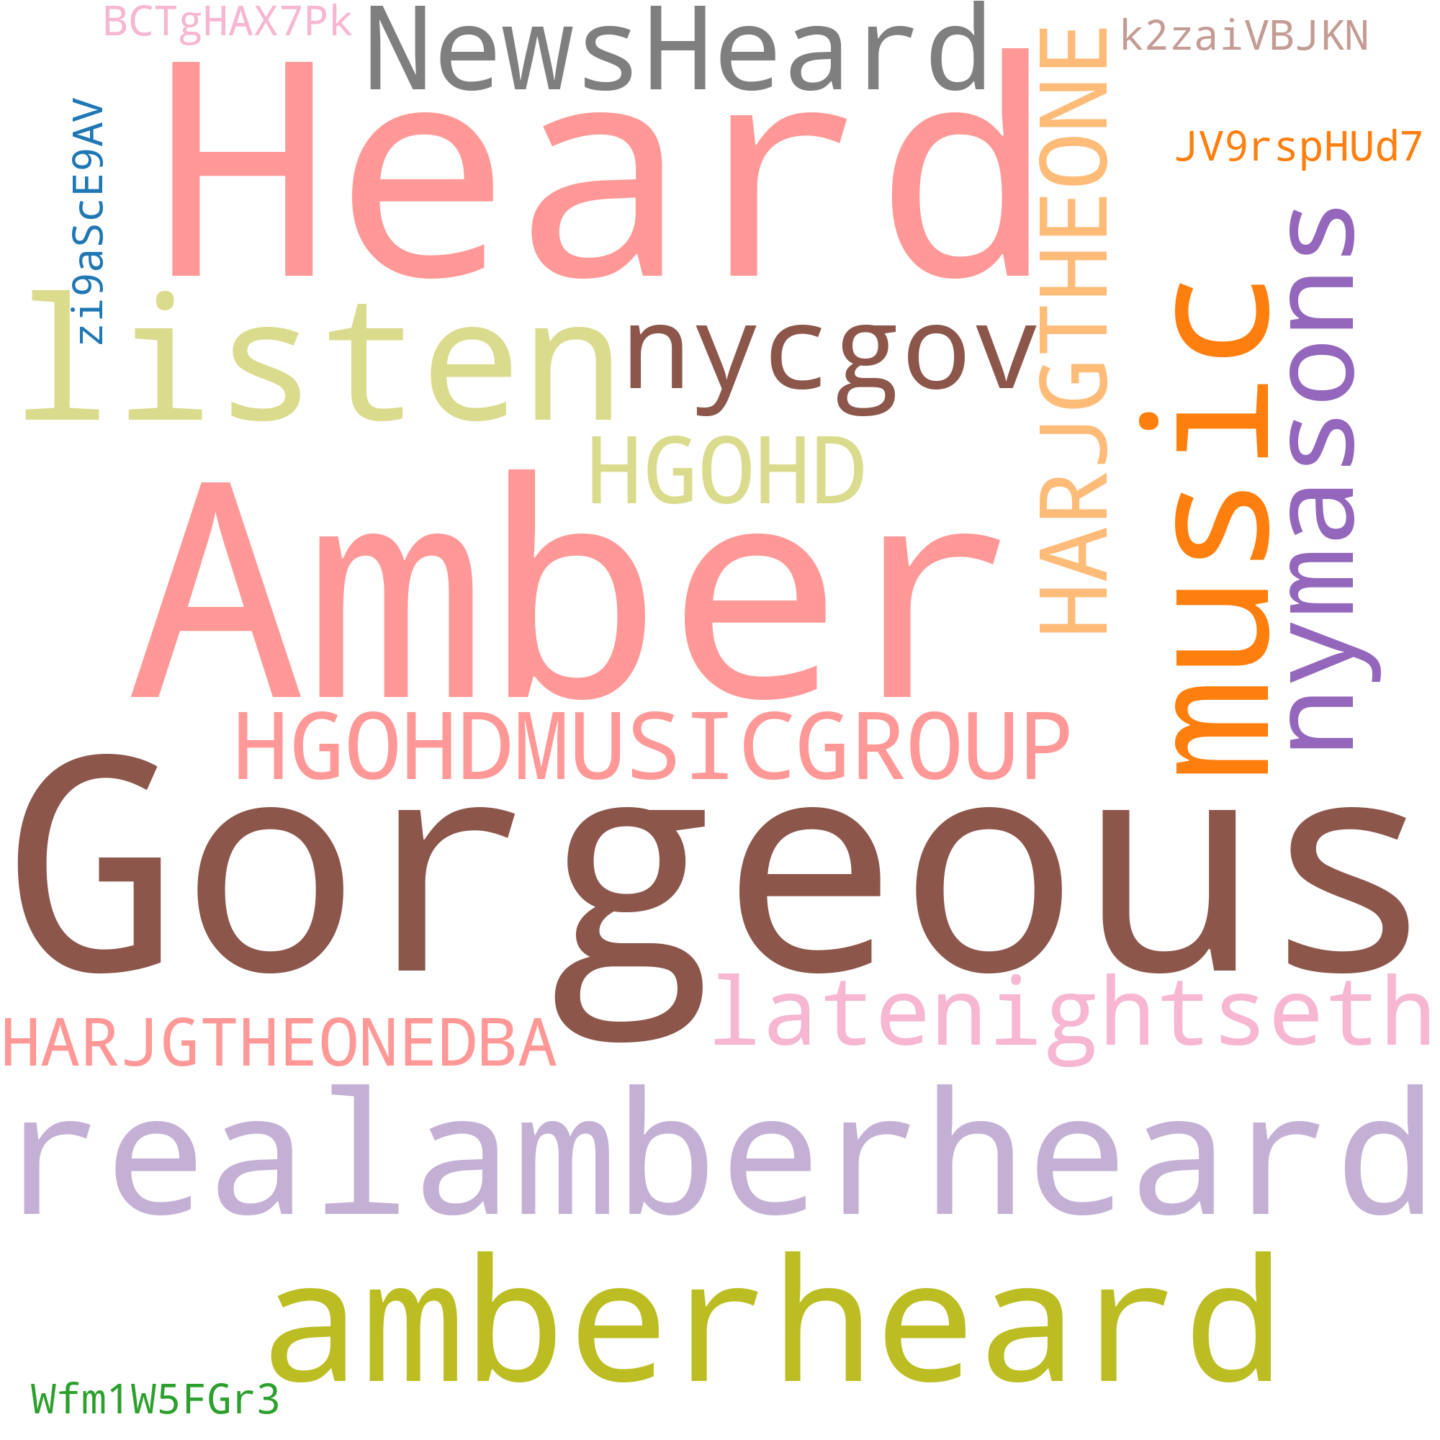 BCTgHAX7Pk
NewsHeard
k2zaiVBJKN
Heard
zi9aScE9AV
HARJGTHEONE
JV9rspHUd7
listen
nycgov
music
nymasons
HGOHD
Amber
HGOHDMUSICGROUP
Gorgeous
latenightseth
HARJGTHEONEDBA
realamberheard
amberheard
Wfm1W5FGr3